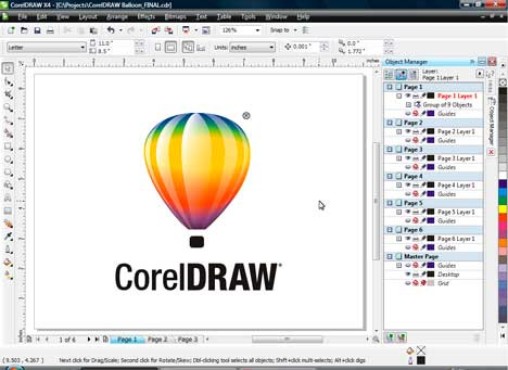 CorelDRAW X4 - [C:\Projects\CorelDRAW Balloon_FINAL.cdr]
File Edit View Layout Arrange Effects Bitmaps Text Table Tools Window Help
126% Snap to
Letter 11.0" 8.5" Units: inches 0.001" 0.0" 1.772"
inches
Object Manager
Layer:
Page 1 Layer 1
Page 1
Page 1 Layer 1
Group of 9 Objects
Guides
Page 2
Page 2 Layer 1
Guides
Page 3
Page 3 Layer 1
Guides
Page 4
Page 4 Layer 1
Guides
Page 5
Page 5 Layer 1
Guides
Page 6
Page 6 Layer 1
Guides
Master Page
Guides
Desktop
Grid
Object Manager
®
CorelDRAW®
1 of 6 Page 1 Page 2 Page 3
( 9.503 , 4.267 ) Next click for Drag/Scale; Second click for Rotate/Skew; Dbl-clicking tool selects all objects; Shift+click multi-selects; Alt+click digs